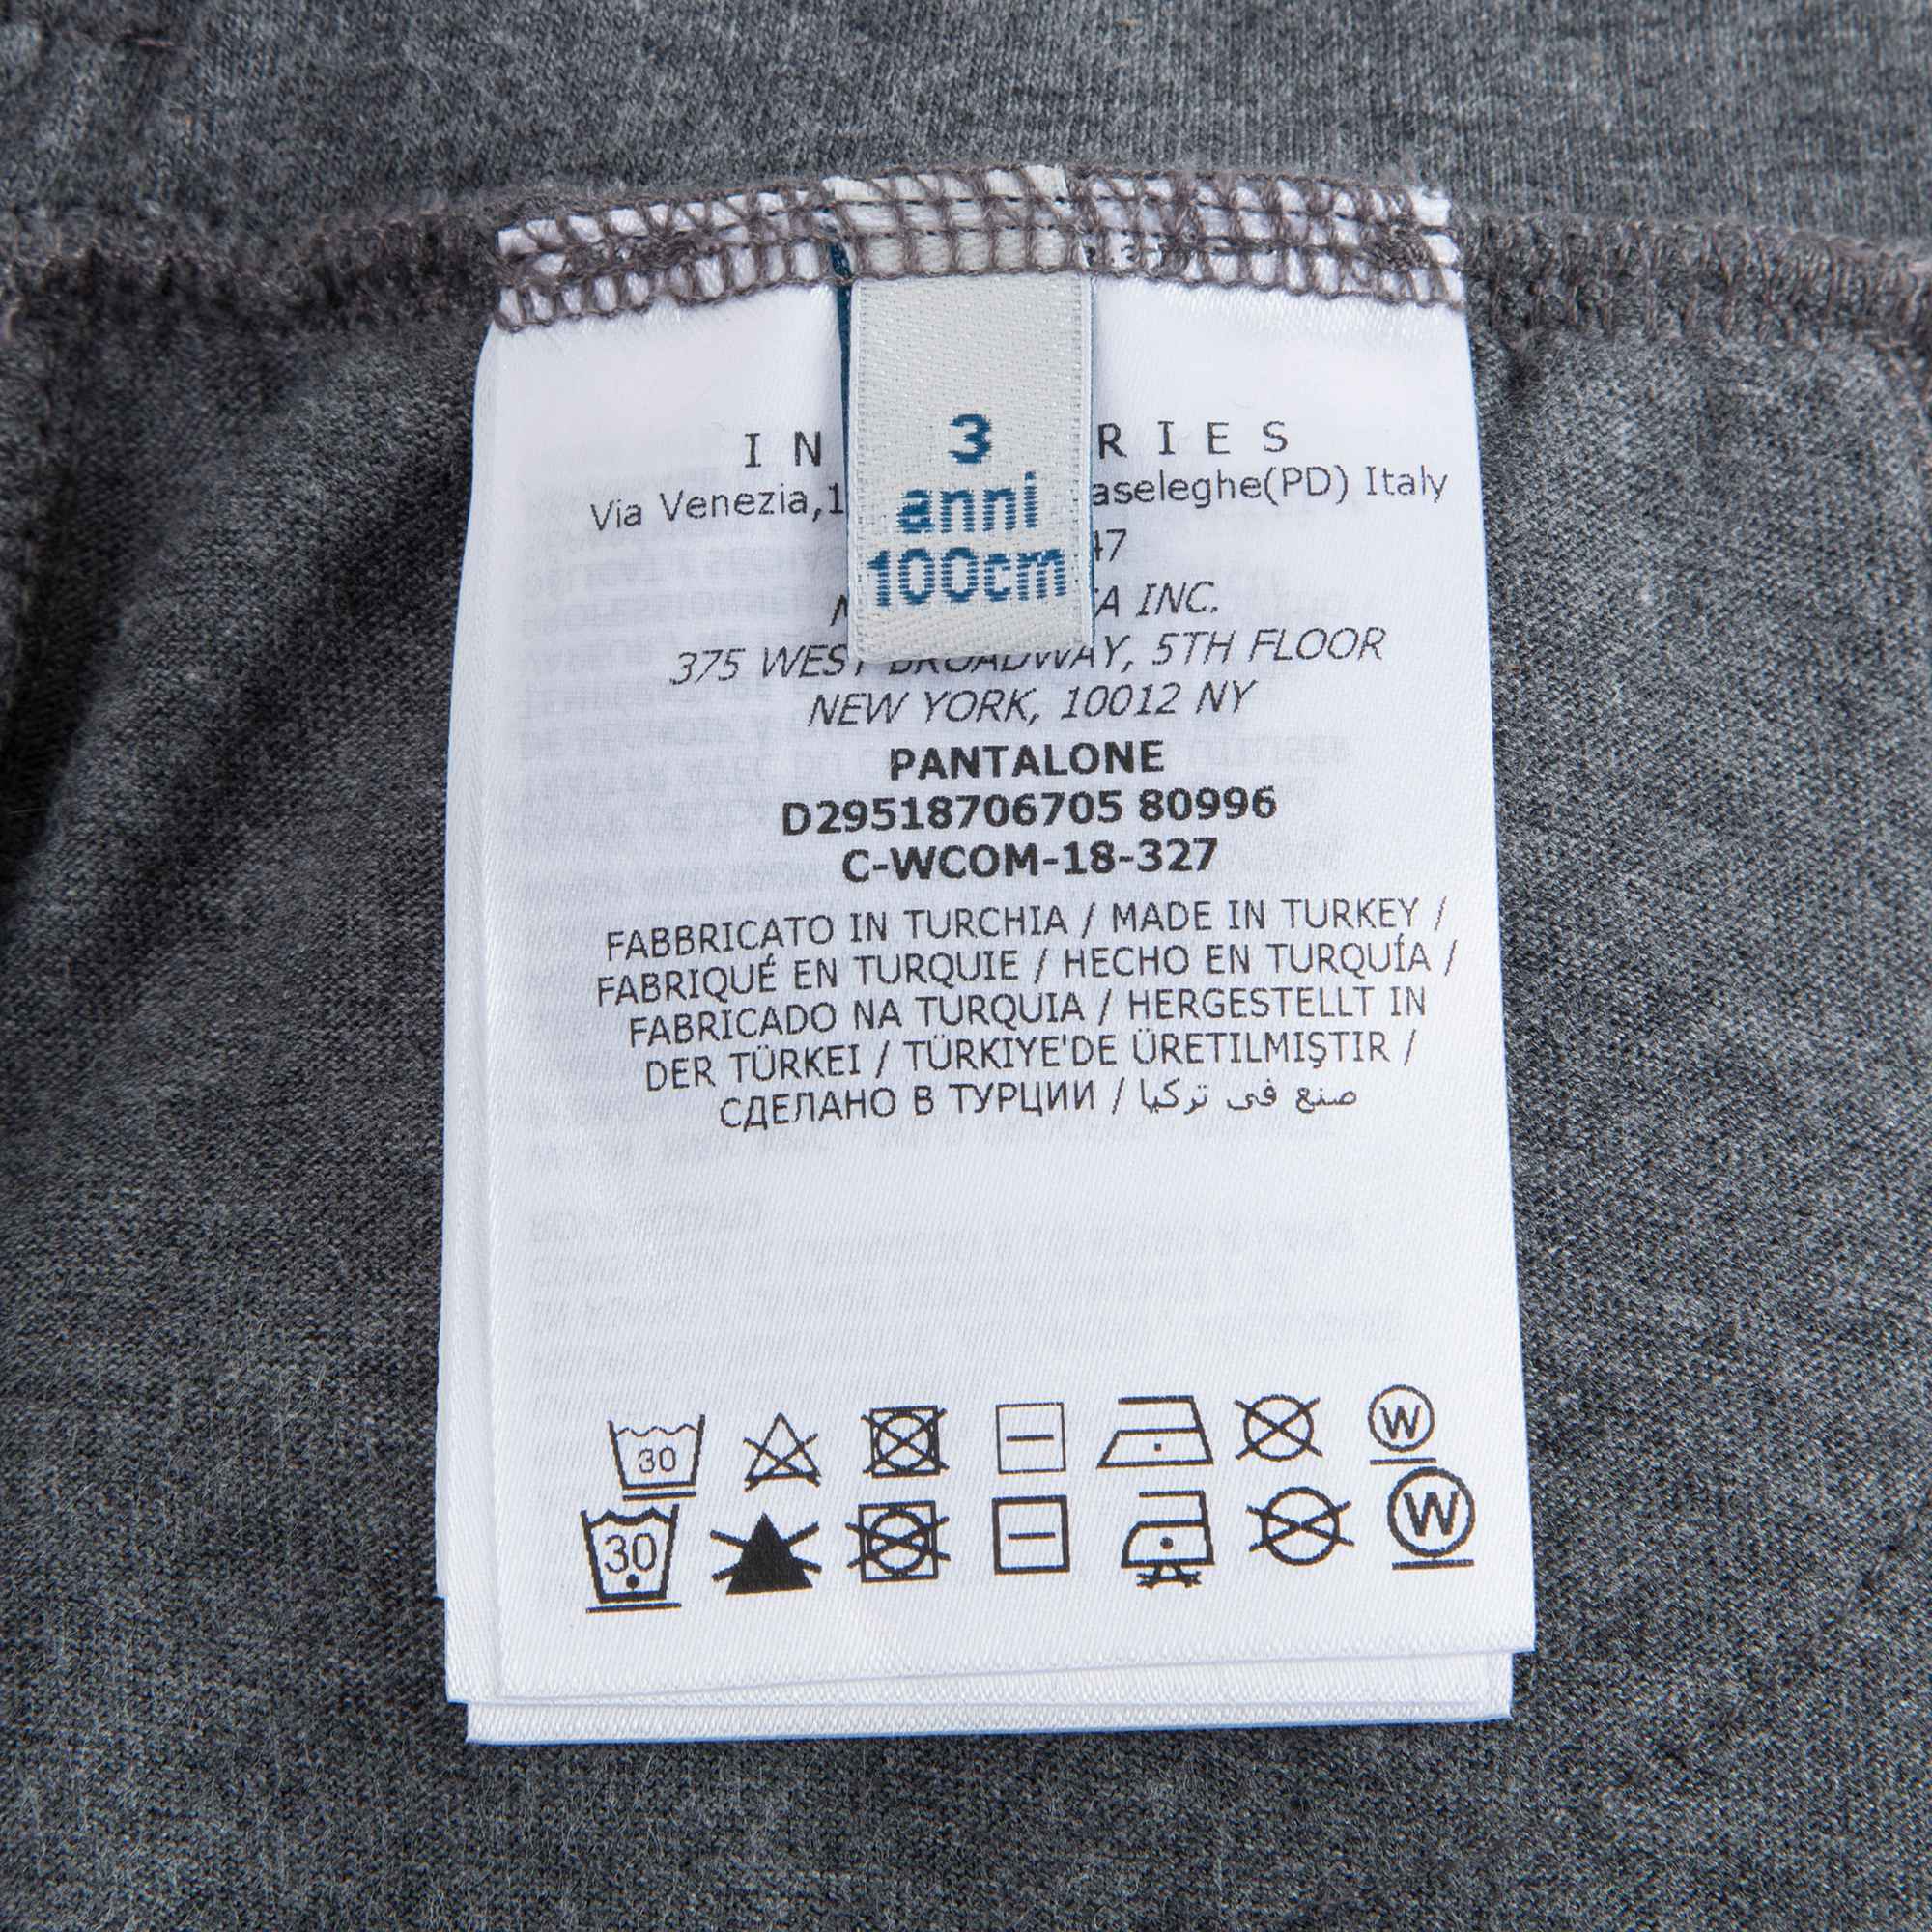 3
anni
100cm
IN RIES
Via Venezia,1 aseleghe(PD) Italy
47
A INC.
375 WEST BROADWAY, 5TH FLOOR
NEW YORK, 10012 NY
PANTALONE
D29518706705 80996
C-WCOM-18-327
FABBRICATO IN TURCHIA / MADE IN TURKEY /
FABRIQUÉ EN TURQUIE / HECHO EN TURQUÍA /
FABRICADO NA TURQUIA / HERGESTELLT IN
DER TÜRKEI / TÜRKIYE'DE ÜRETILMIŞTIR /
СДЕЛАНО В ТУРЦИИ / صنع في تركيا
30 W
30 W